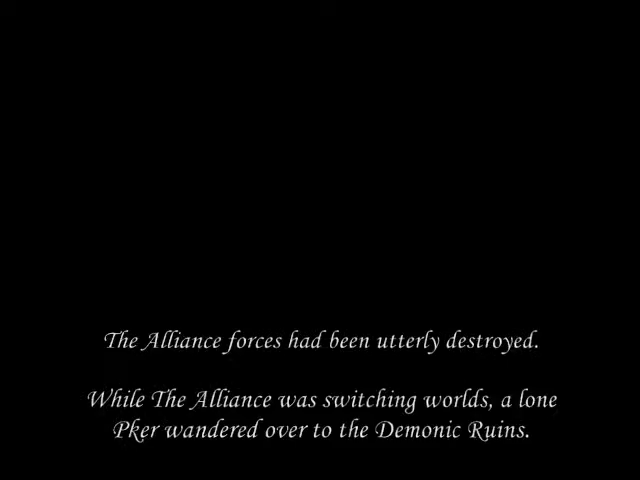 The Alliance forces had been utterly destroyed.
While The Alliance was switching worlds, a lone
Pker wandered over to the Demonic Ruins.